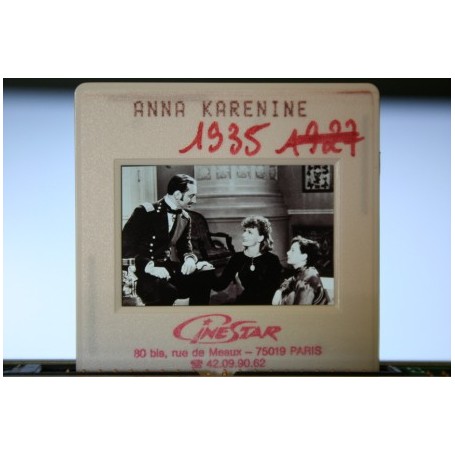 ANNA KARENINE
1935 1927
CINESTAR
80 bis, rue de Meaux – 75019 PARIS
☎ 42.09.90.62